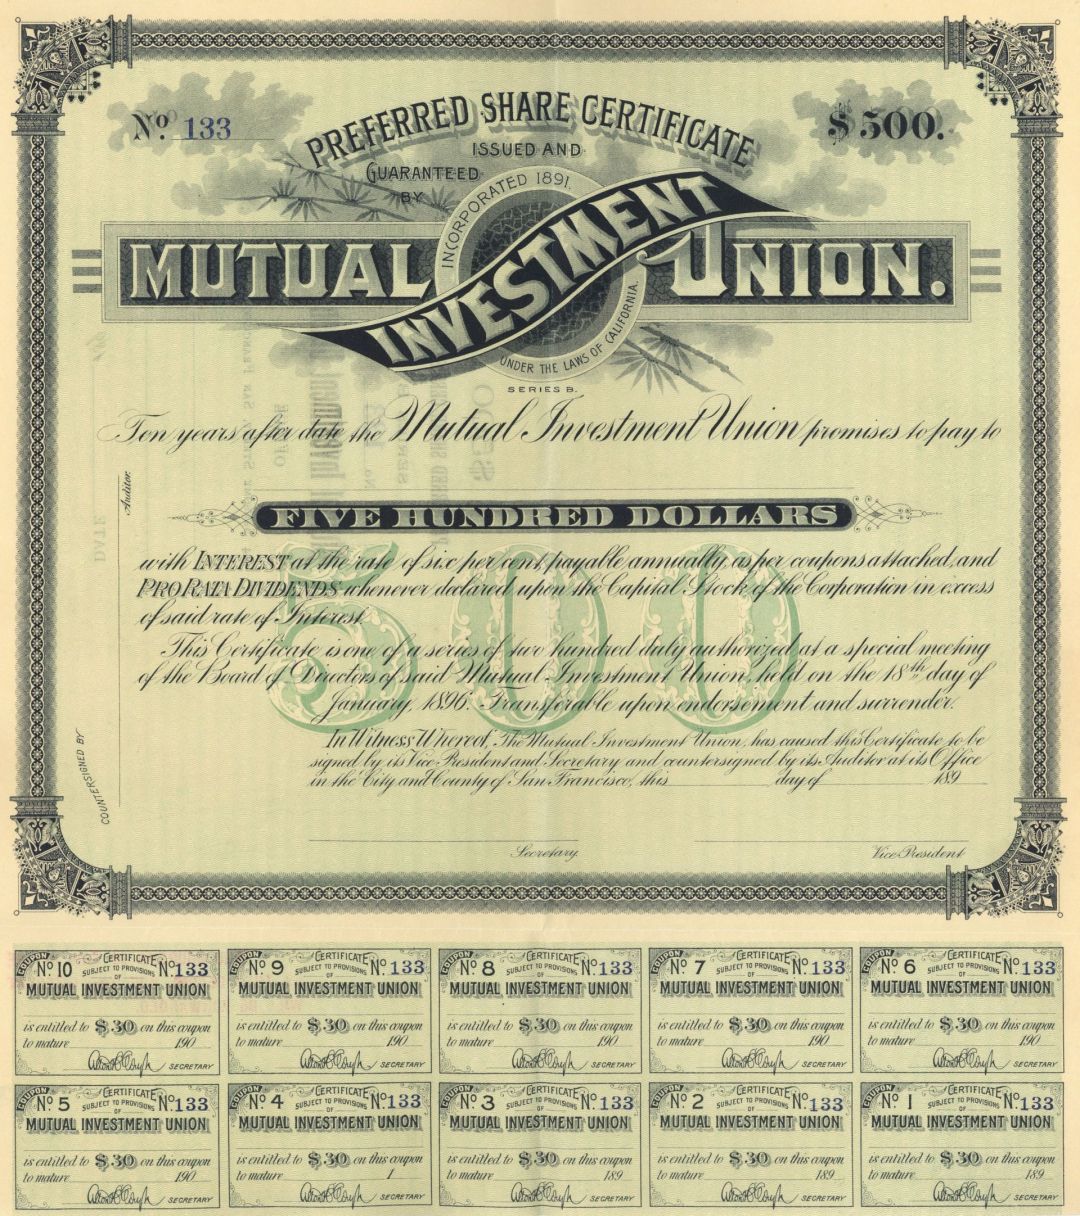 No. 133
$500.
PREFERRED SHARE CERTIFICATE
ISSUED AND
GUARANTEED
BY
INCORPORATED 1891.
MUTUAL INVESTMENT UNION.
UNDER THE LAWS OF CALIFORNIA.
SERIES B.
Ten years after date the Mutual Investment Union promises to pay to
FIVE HUNDRED DOLLARS
with INTEREST at the rate of six per cent, payable annually, as per coupons attached, and
PRO RATA DIVIDENDS whenever declared upon the Capital Stock of the Corporation in excess
of said rate of Interest.
This Certificate is one of a series of two hundred duly authorized at a special meeting
of the Board of Directors of said Mutual Investment Union, held on the 18th day of
January, 1896. Transferable upon endorsement and surrender.
In Witness Whereof, The Mutual Investment Union, has caused this Certificate to be
signed by its Vice President and Secretary and countersigned by its Auditor at its Office
in the City and County of San Francisco, this day of 189
500
COUNTERSIGNED BY
Auditor.
Secretary.
Vice President
COUPON
No 10 CERTIFICATE No. 133
SUBJECT TO PROVISIONS
OF
MUTUAL INVESTMENT UNION
is entitled to $30 on this coupon
to mature 190
SECRETARY
COUPON
No 9 CERTIFICATE No. 133
SUBJECT TO PROVISIONS
OF
MUTUAL INVESTMENT UNION
is entitled to $30 on this coupon
to mature 190
SECRETARY
COUPON
No 8 CERTIFICATE No. 133
SUBJECT TO PROVISIONS
OF
MUTUAL INVESTMENT UNION
is entitled to $30 on this coupon
to mature 190
SECRETARY
COUPON
No 7 CERTIFICATE No. 133
SUBJECT TO PROVISIONS
OF
MUTUAL INVESTMENT UNION
is entitled to $30 on this coupon
to mature 190
SECRETARY
COUPON
No 6 CERTIFICATE No. 133
SUBJECT TO PROVISIONS
OF
MUTUAL INVESTMENT UNION
is entitled to $30 on this coupon
to mature 190
SECRETARY
COUPON
No. 5 CERTIFICATE No. 133
SUBJECT TO PROVISIONS
OF
MUTUAL INVESTMENT UNION
is entitled to $30 on this coupon
to mature 190
SECRETARY
COUPON
No. 4 CERTIFICATE No. 133
SUBJECT TO PROVISIONS
OF
MUTUAL INVESTMENT UNION
is entitled to $30 on this coupon
to mature 1
SECRETARY
COUPON
No. 3 CERTIFICATE No. 133
SUBJECT TO PROVISIONS
OF
MUTUAL INVESTMENT UNION
is entitled to $30 on this coupon
to mature 189
SECRETARY
COUPON
No 2 CERTIFICATE No. 133
SUBJECT TO PROVISIONS
OF
MUTUAL INVESTMENT UNION
is entitled to $30 on this coupon
to mature 189
SECRETARY
COUPON
No. 1 CERTIFICATE No. 133
SUBJECT TO PROVISIONS
OF
MUTUAL INVESTMENT UNION
is entitled to $30 on this coupon
to mature 189
SECRETARY